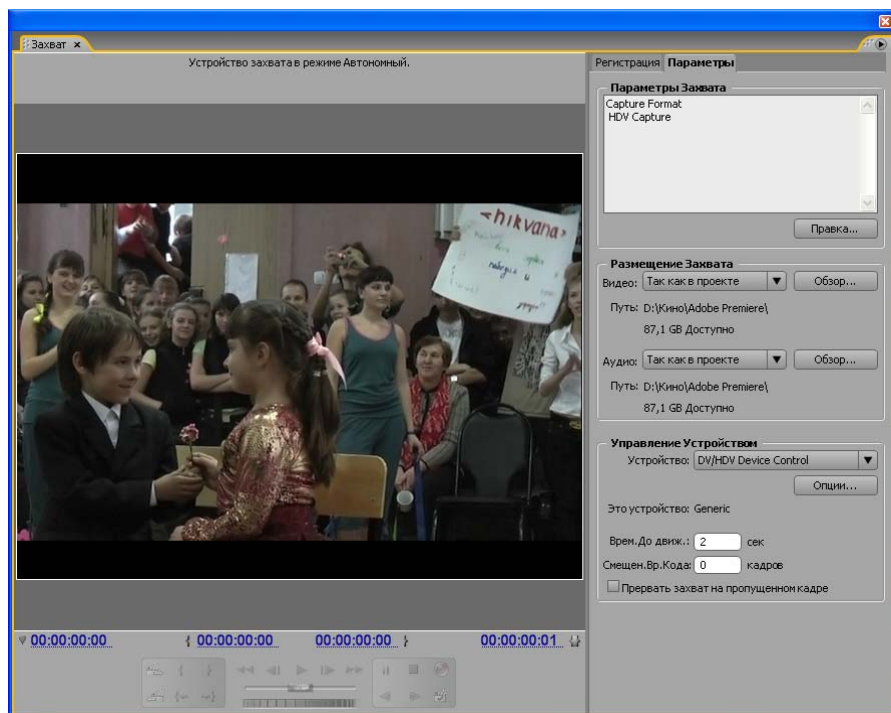 Захват
Устройство захвата в режиме Автономный.
Регистрация Параметры
Параметры Захвата
Capture Format
HDV Capture
Правка...
Размещение Захвата
Видео: Так как в проекте Обзор...
Путь: D:\Кино\Adobe Premiere\
87,1 GB Доступно
Аудио: Так как в проекте Обзор...
Путь: D:\Кино\Adobe Premiere\
87,1 GB Доступно
Управление Устройством
Устройство: DV/HDV Device Control
Опции...
Это устройство: Generic
Врем.До движ.: 2 сек
Смещен.Вр.Кода: 0 кадров
Прервать захват на пропущенном кадре
nikvana
победил и
00:00:00:00 00:00:00:00 00:00:00:00 00:00:00:01